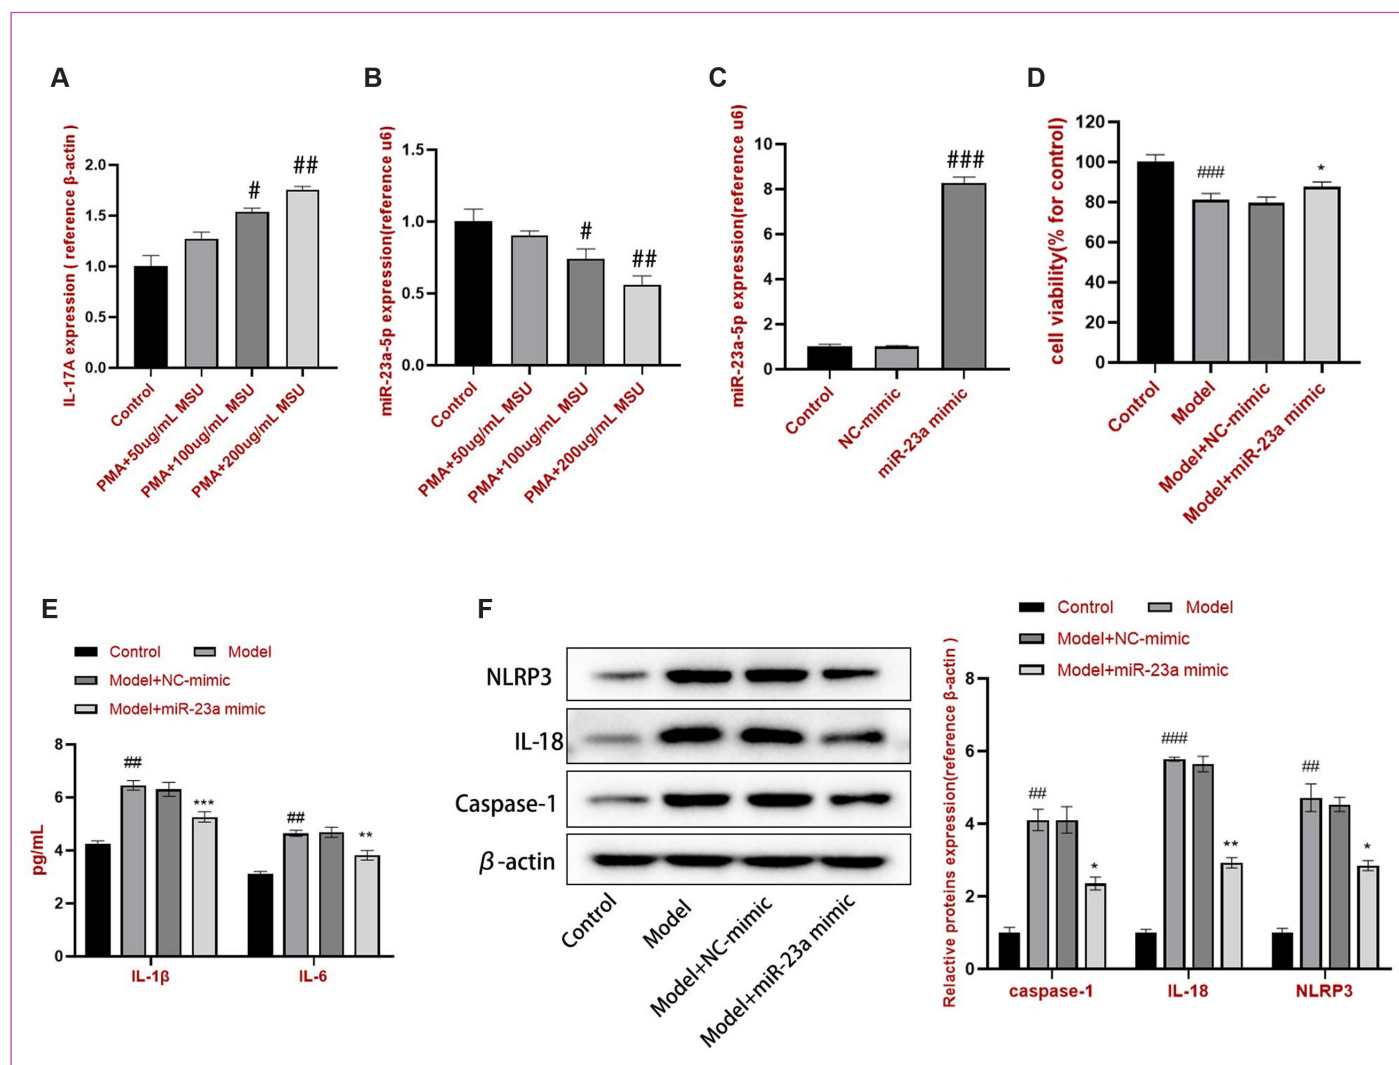 A
IL-17A expression ( reference β-actin )
2.0
1.5
1.0
0.5
0.0
#
##
Control
PMA+50ug/mL MSU
PMA+100ug/mL MSU
PMA+200ug/mL MSU
B
miR-23a-5p expression(reference u6)
1.5
1.0
0.5
0.0
#
##
Control
PMA+50ug/mL MSU
PMA+100ug/mL MSU
PMA+200ug/mL MSU
C
miR-23a-5p expression(reference u6)
10
8
6
4
2
0
###
Control
NC-mimic
miR-23a mimic
D
cell viability(% for control)
120
100
80
60
40
20
0
###
*
Control
Model
Model+NC-mimic
Model+miR-23a mimic
E
Control
Model
Model+NC-mimic
Model+miR-23a mimic
pg/mL
8
6
4
2
0
##
***
##
**
IL-1β
IL-6
F
NLRP3
IL-18
Caspase-1
β-actin
Control
Model
Model+NC-mimic
Model+miR-23a mimic
Control
Model
Model+NC-mimic
Model+miR-23a mimic
Relactive proteins expression(reference β-actin )
8
6
4
2
0
##
*
###
**
##
*
caspase-1
IL-18
NLRP3